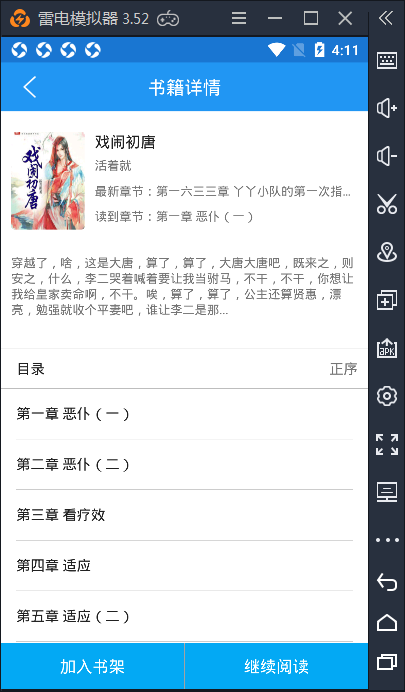 雷电模拟器 3.52
4:11
书籍详情
戏闹初唐
戏闹初唐
活着就
最新章节：第一六三三章 丫丫小队的第一次指...
读到章节：第一章 恶仆（一）
穿越了，啥，这是大唐，算了，算了，大唐大唐吧，既来之，则
安之，什么，李二哭着喊着要让我当驸马，不干，不干，你想让
我给皇家卖命啊，不干。唉，算了，算了，公主还算贤惠，漂
亮，勉强就收个平妻吧，谁让李二是那...
目录
正序
第一章 恶仆（一）
第二章 恶仆（二）
第三章 看疗效
第四章 适应
第五章 适应（二）
加入书架
继续阅读
APK